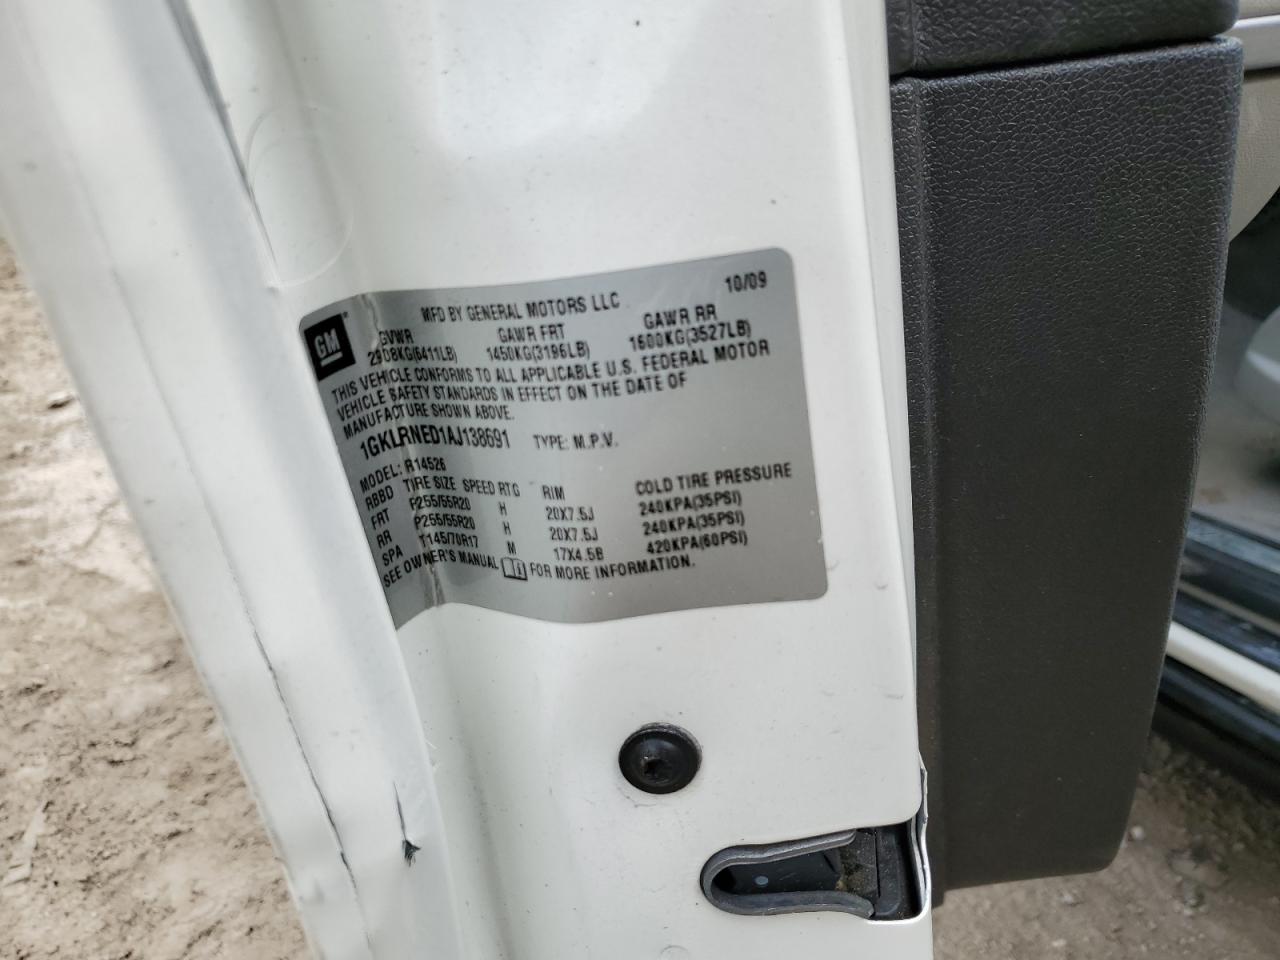 MFD BY GENERAL MOTORS LLC 10/09
GM
GVWR GAWR FRT GAWR RR
2908KG(6411LB) 1450KG(3196LB) 1600KG(3527LB)
THIS VEHICLE CONFORMS TO ALL APPLICABLE U.S. FEDERAL MOTOR
VEHICLE SAFETY STANDARDS IN EFFECT ON THE DATE OF
MANUFACTURE SHOWN ABOVE.
1GKLRNED1AJ138691 TYPE: M.P.V.
MODEL: R14526
RBBD TIRE SIZE SPEED RTG RIM COLD TIRE PRESSURE
FRT P255/55R20 H 20X7.5J 240KPA(35PSI)
RR P255/55R20 H 20X7.5J 240KPA(35PSI)
SPA T145/70R17 M 17X4.5B 420KPA(60PSI)
SEE OWNER'S MANUAL FOR MORE INFORMATION.